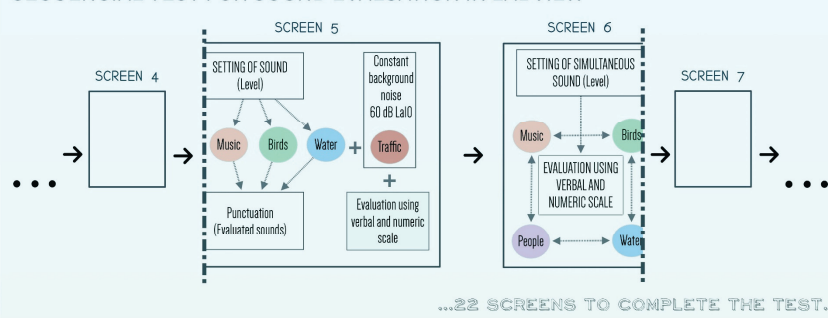 SCREEN 5
SCREEN 6
SCREEN 4
SCREEN 7
SETTING OF SOUND
(Level)
Music
Birds
Water
+
Constant
background
noise
60 dB LaIO
Traffic
+
Punctuation
(Evaluated sounds)
Evaluation using
verbal and numeric
scale
SETTING OF SIMULTANEOUS
SOUND (Level)
Music
Birds
EVALUATION USING
VERBAL AND
NUMERIC SCALE
People
Water
...22 SCREENS TO COMPLETE THE TEST.